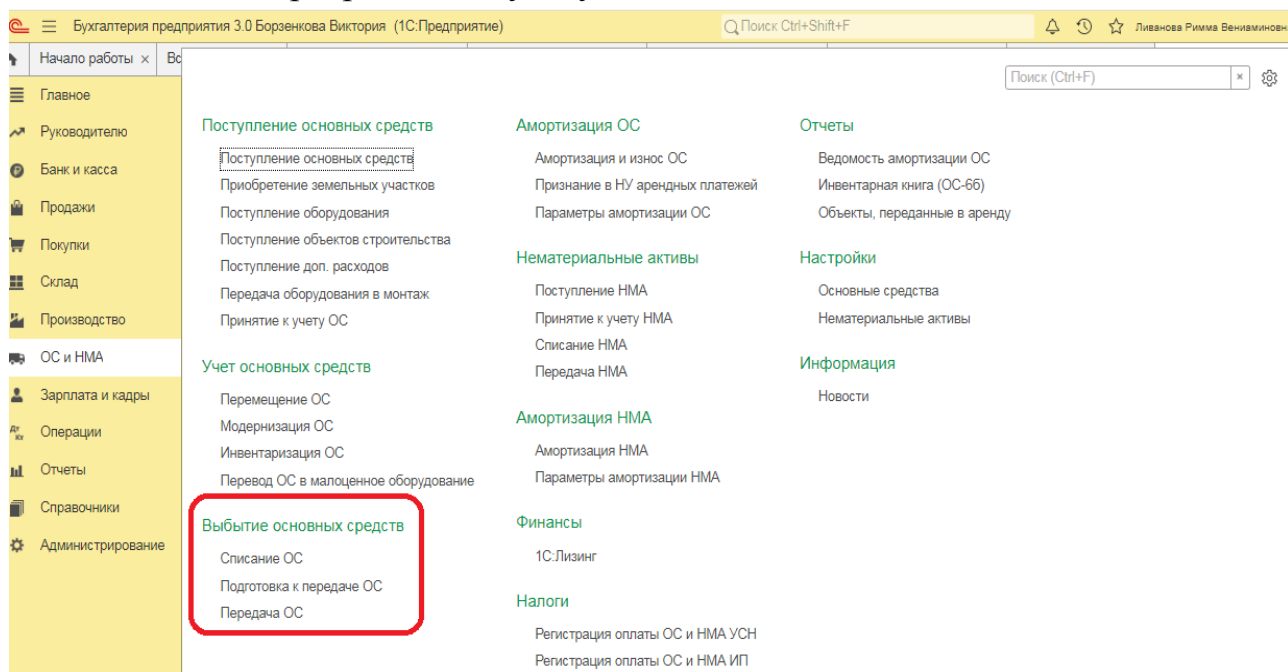 Бухгалтерия предприятия 3.0 Борзенкова Виктория (1С:Предприятие)
Поиск Ctrl+Shift+F
Ливанова Римма Вениаминовн
Начало работы ×
Вс
Поиск (Ctrl+F)
×
Главное
Руководителю
Банк и касса
Продажи
Покупки
Склад
Производство
ОС и НМА
Зарплата и кадры
Операции
Отчеты
Справочники
Администрирование
Поступление основных средств
Поступление основных средств
Приобретение земельных участков
Поступление оборудования
Поступление объектов строительства
Поступление доп. расходов
Передача оборудования в монтаж
Принятие к учету ОС
Учет основных средств
Перемещение ОС
Модернизация ОС
Инвентаризация ОС
Перевод ОС в малоценное оборудование
Выбытие основных средств
Списание ОС
Подготовка к передаче ОС
Передача ОС
Амортизация ОС
Амортизация и износ ОС
Признание в НУ арендных платежей
Параметры амортизации ОС
Нематериальные активы
Поступление НМА
Принятие к учету НМА
Списание НМА
Передача НМА
Амортизация НМА
Амортизация НМА
Параметры амортизации НМА
Финансы
1С:Лизинг
Налоги
Регистрация оплаты ОС и НМА УСН
Регистрация оплаты ОС и НМА ИП
Отчеты
Ведомость амортизации ОС
Инвентарная книга (ОС-6б)
Объекты, переданные в аренду
Настройки
Основные средства
Нематериальные активы
Информация
Новости